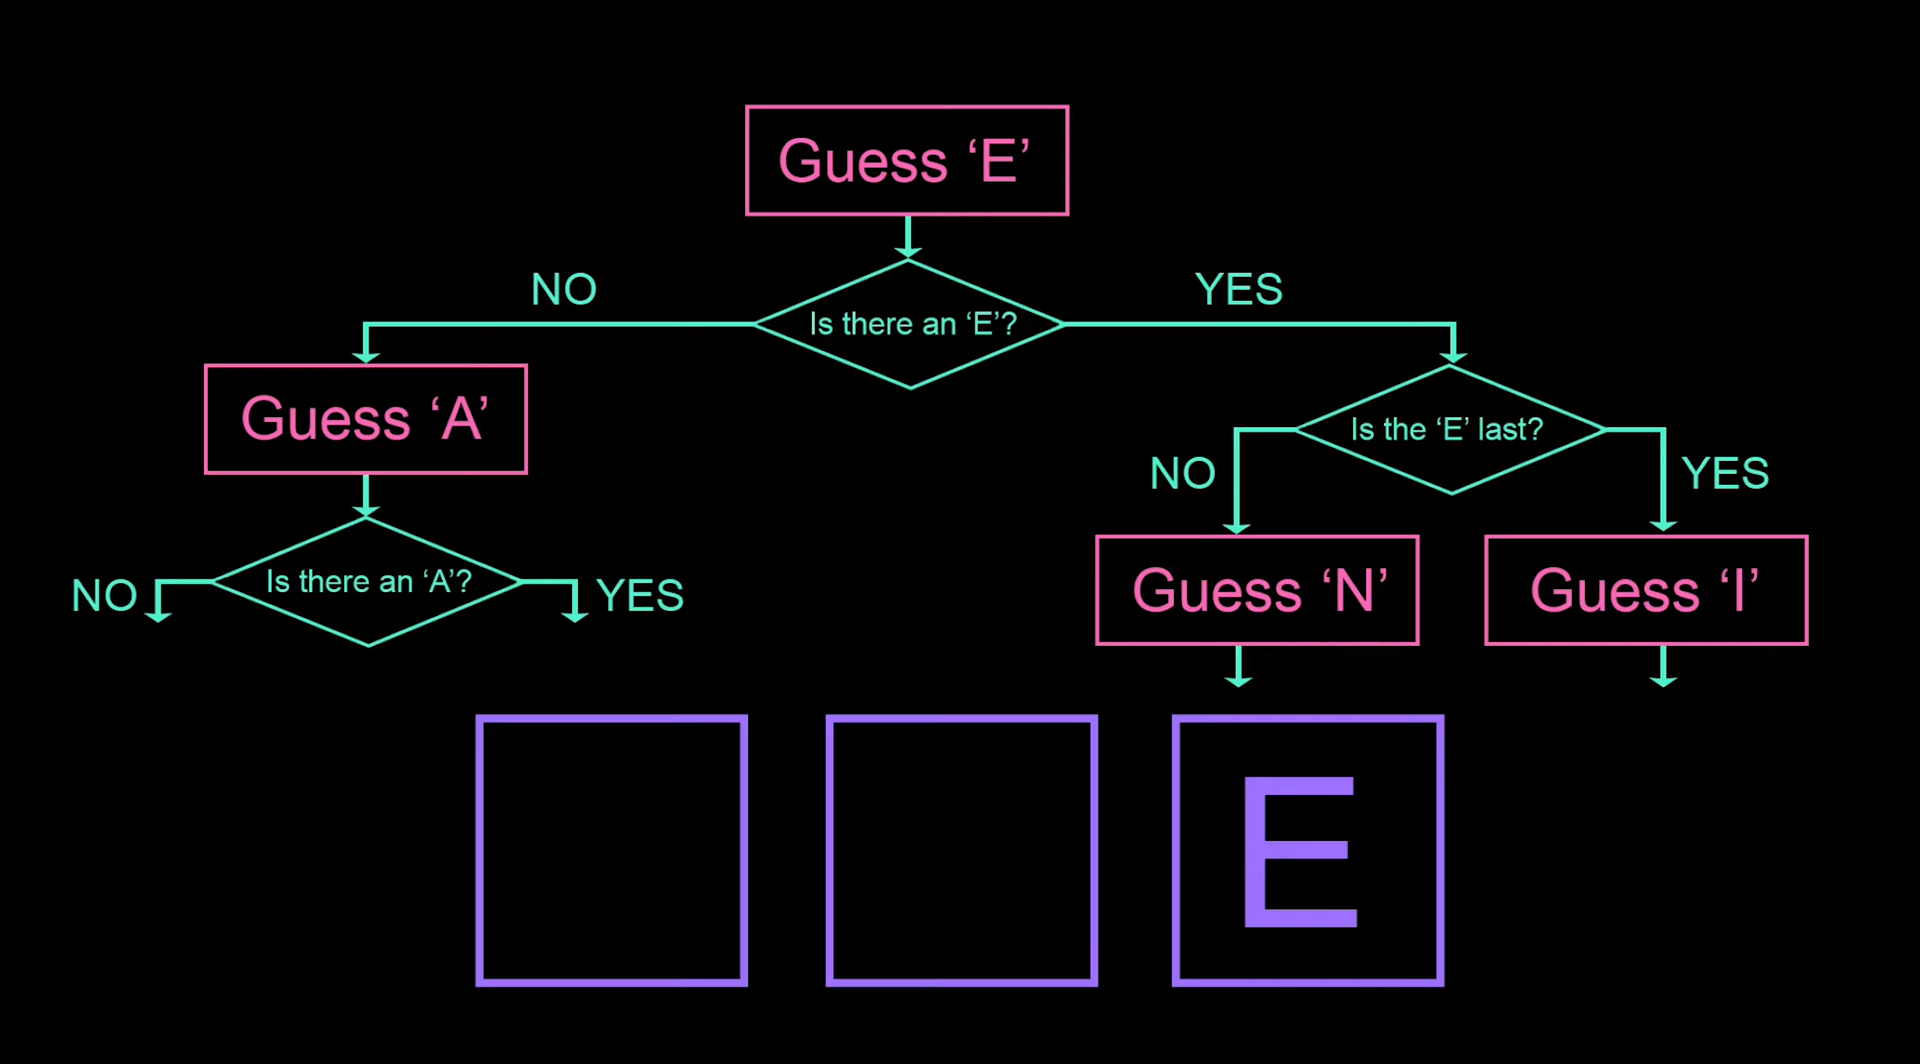 Guess ‘E’
NO
YES
Is there an ‘E’?
Guess ‘A’
Is the ‘E’ last?
NO
YES
Is there an ‘A’?
NO
YES
Guess ‘N’
Guess ‘I’
E